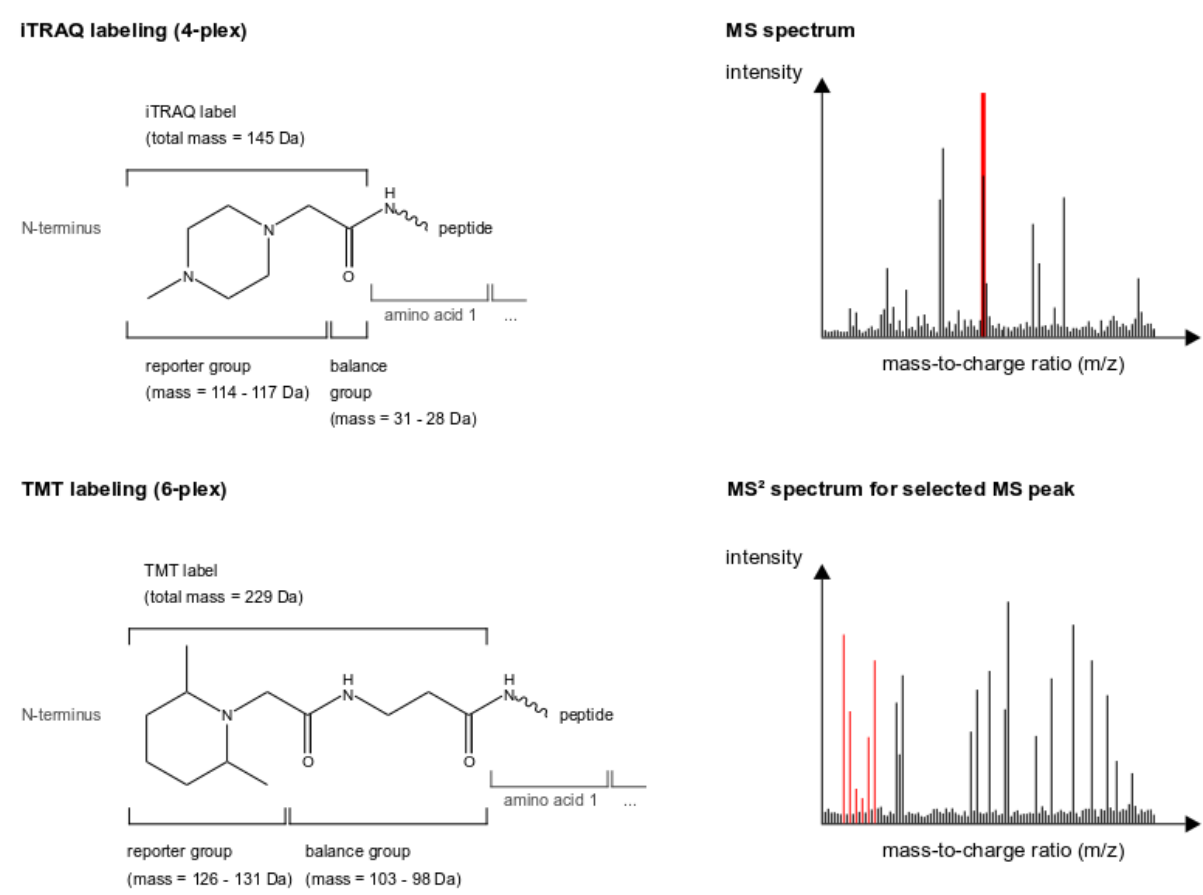 iTRAQ labeling (4-plex)
iTRAQ label
(total mass = 145 Da)
N-terminus
N
N
O
H
N
peptide
amino acid 1
...
reporter group
(mass = 114 - 117 Da)
balance
group
(mass = 31 - 28 Da)
MS spectrum
intensity
mass-to-charge ratio (m/z)
TMT labeling (6-plex)
TMT label
(total mass = 229 Da)
N-terminus
N
O
H
N
O
H
N
peptide
amino acid 1
...
reporter group
(mass = 126 - 131 Da)
balance group
(mass = 103 - 98 Da)
MS² spectrum for selected MS peak
intensity
mass-to-charge ratio (m/z)